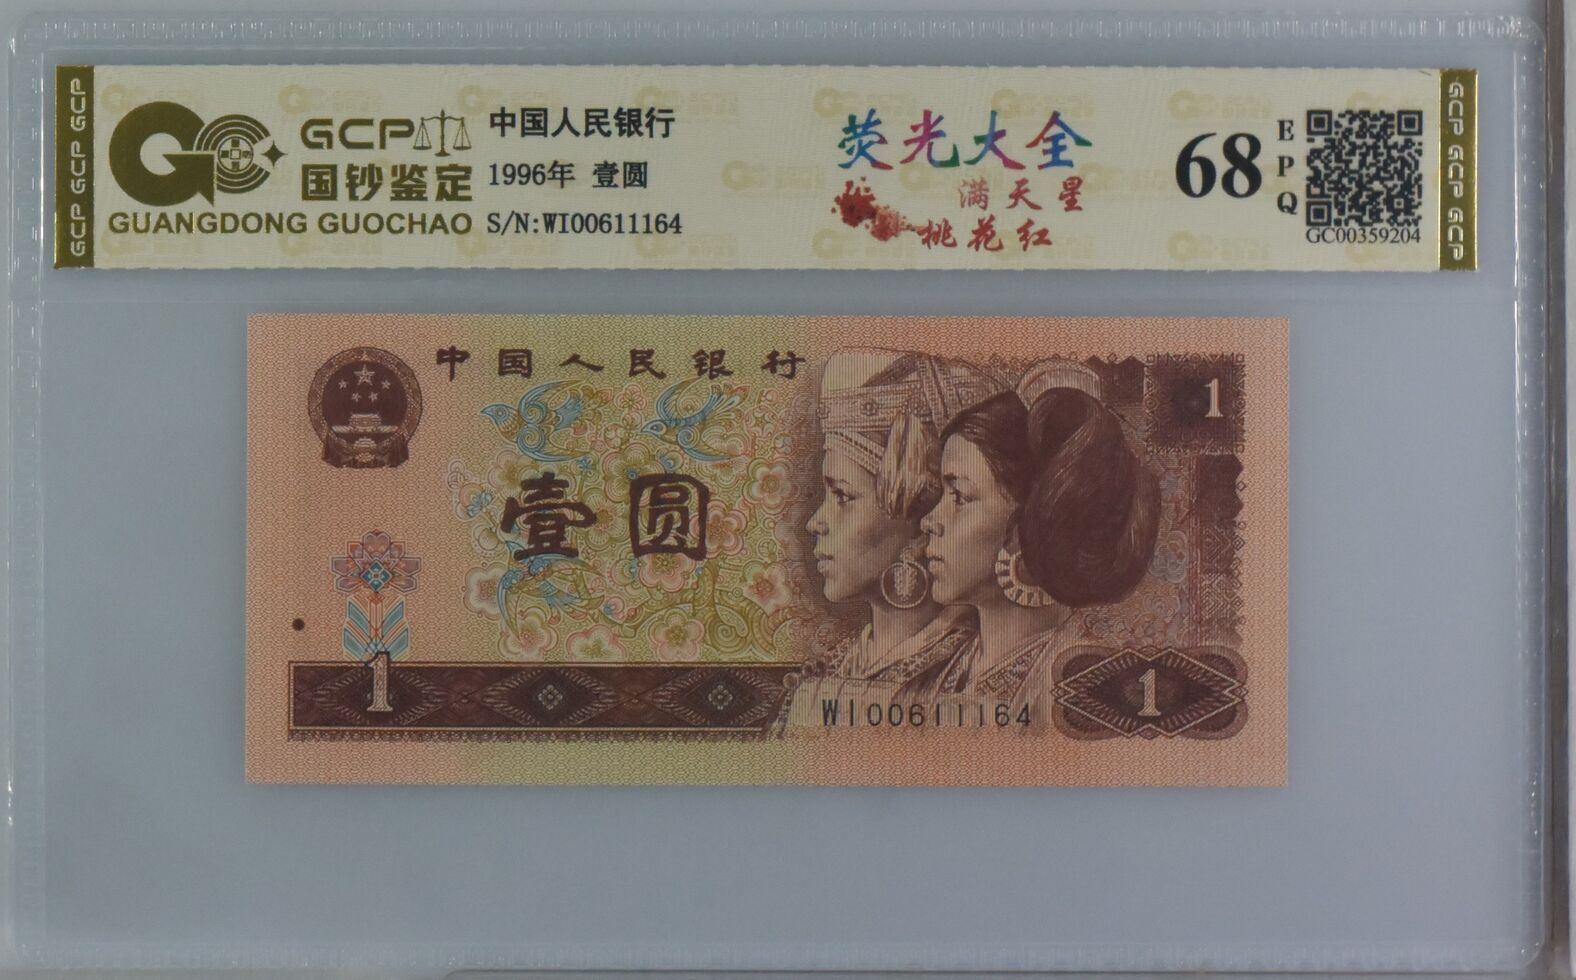 GCP GCP GCP
GCP
国钞鉴定
GUANGDONG GUOCHAO
中国人民银行
1996年 壹圆
S/N:WI00611164
荧光大全
满天星
桃花红
68
EPQ
GC00359204
GCP GCP GCP
中国人民银行
1
壹圆
1
WI00611164
1